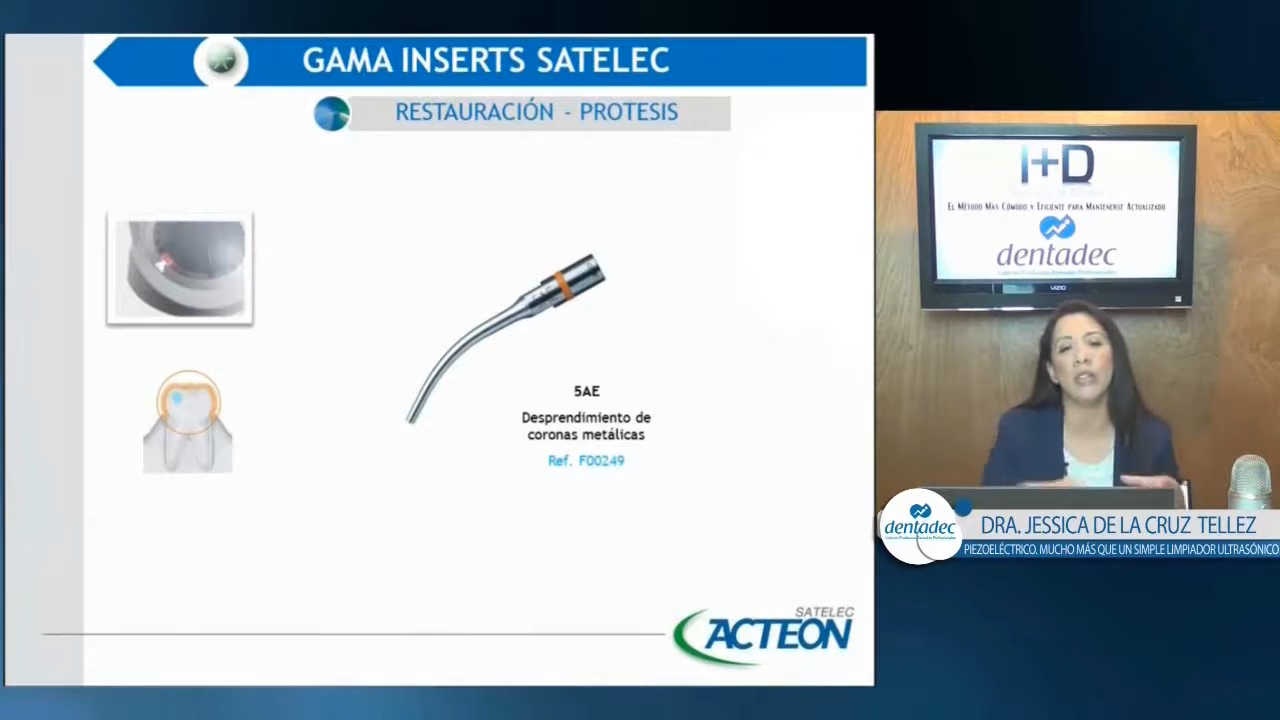 GAMA INSERTS SATELEC
RESTAURACIÓN - PROTESIS
5AE
Desprendimiento de
coronas metálicas
Ref. F00249
SATELEC
ACTEON
I+D
El Método Más Cómodo y Eficiente para Mantenerse Actualizado
dentadec
VIZIO
dentadec
DRA. JESSICA DE LA CRUZ TELLEZ
PIEZOELÉCTRICO. MUCHO MÁS QUE UN SIMPLE LIMPIADOR ULTRASÓNICO